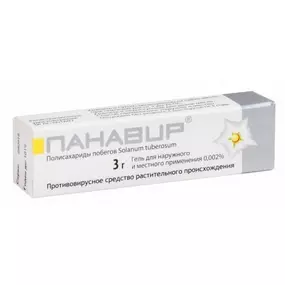 ПАНАВИР®
Полисахариды побегов Solanum tuberosum
3 г
Гель для наружного
и местного применения 0,002%
Противовирусное средство растительного происхождения